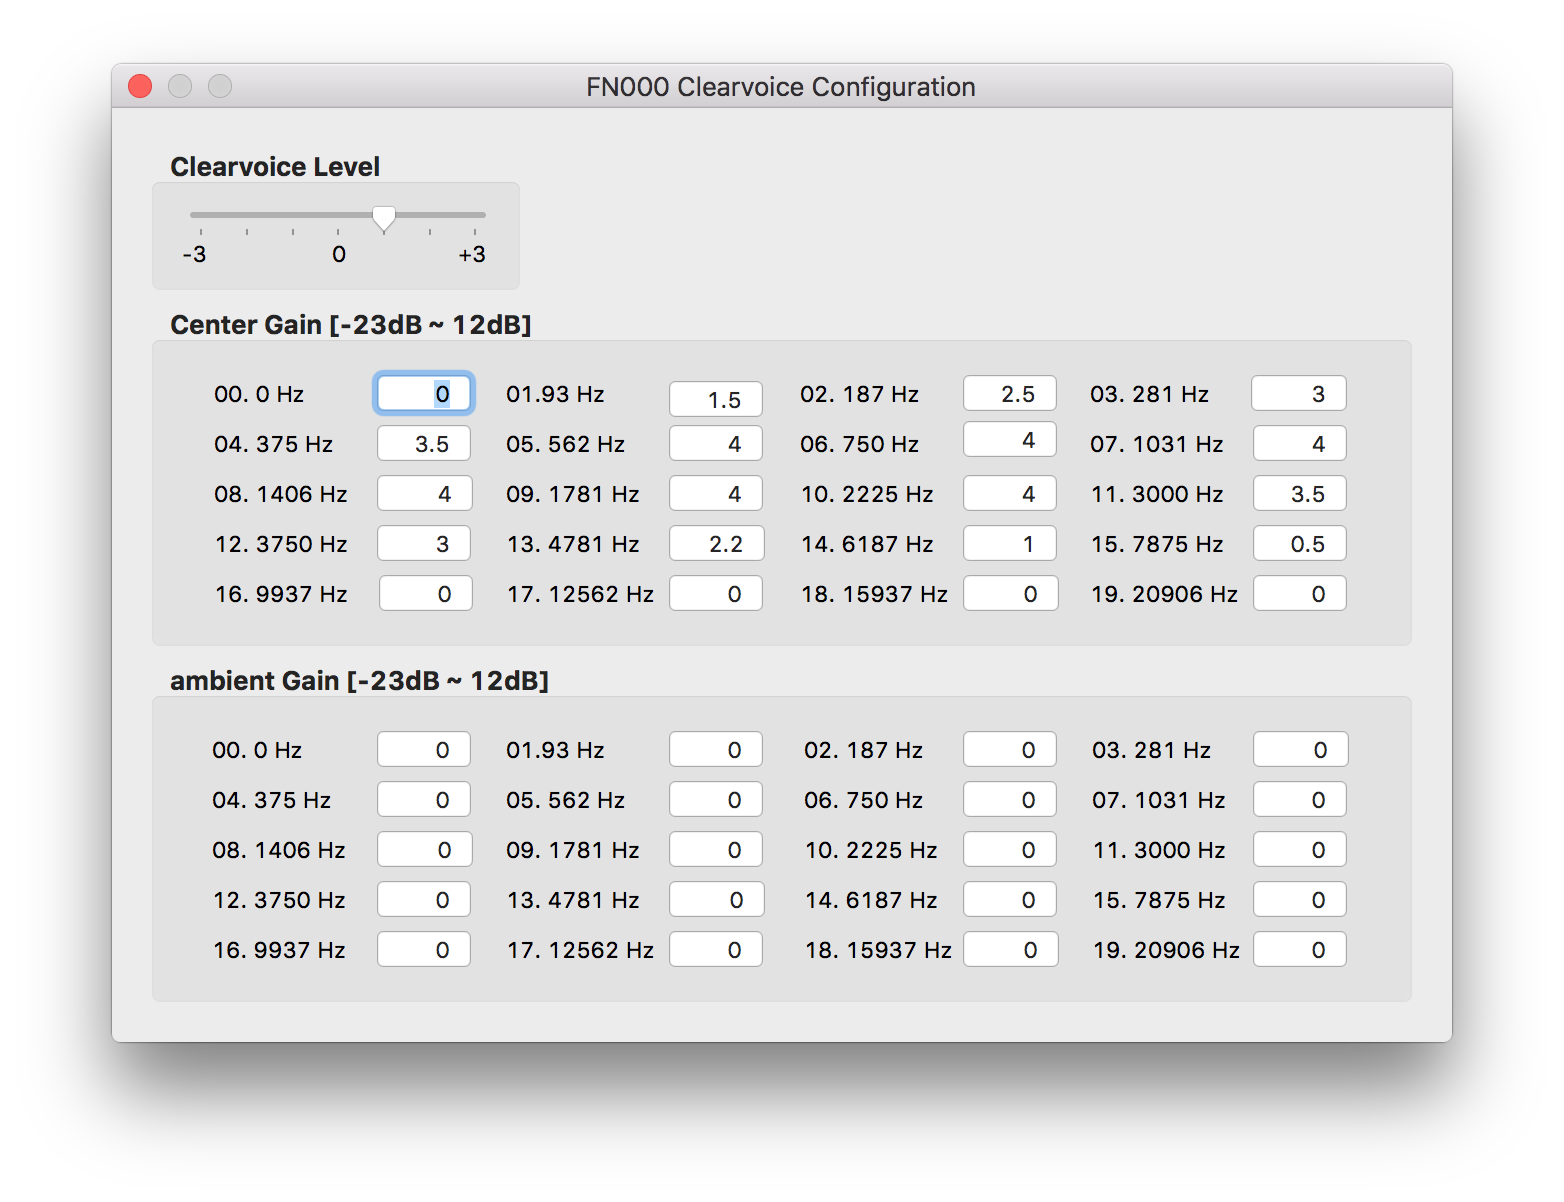 FN000 Clearvoice Configuration
Clearvoice Level
-3 0 +3
Center Gain [-23dB ~ 12dB]
00. 0 Hz 0 01.93 Hz 1.5 02. 187 Hz 2.5 03. 281 Hz 3
04. 375 Hz 3.5 05. 562 Hz 4 06. 750 Hz 4 07. 1031 Hz 4
08. 1406 Hz 4 09. 1781 Hz 4 10. 2225 Hz 4 11. 3000 Hz 3.5
12. 3750 Hz 3 13. 4781 Hz 2.2 14. 6187 Hz 1 15. 7875 Hz 0.5
16. 9937 Hz 0 17. 12562 Hz 0 18. 15937 Hz 0 19. 20906 Hz 0
ambient Gain [-23dB ~ 12dB]
00. 0 Hz 0 01.93 Hz 0 02. 187 Hz 0 03. 281 Hz 0
04. 375 Hz 0 05. 562 Hz 0 06. 750 Hz 0 07. 1031 Hz 0
08. 1406 Hz 0 09. 1781 Hz 0 10. 2225 Hz 0 11. 3000 Hz 0
12. 3750 Hz 0 13. 4781 Hz 0 14. 6187 Hz 0 15. 7875 Hz 0
16. 9937 Hz 0 17. 12562 Hz 0 18. 15937 Hz 0 19. 20906 Hz 0